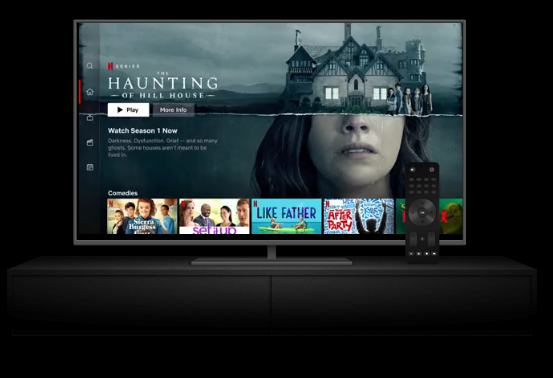 N SERIES
THE
HAUNTING
OF HILL HOUSE
Play
More Info
Watch Season 1 Now
Darkness. Dysfunction. Grief — and so many
ghosts. Some houses aren't meant to be
lived in.
Comedies
Sierra
Burgess
set it up
LIKE FATHER
THE
AFTER
PARTY